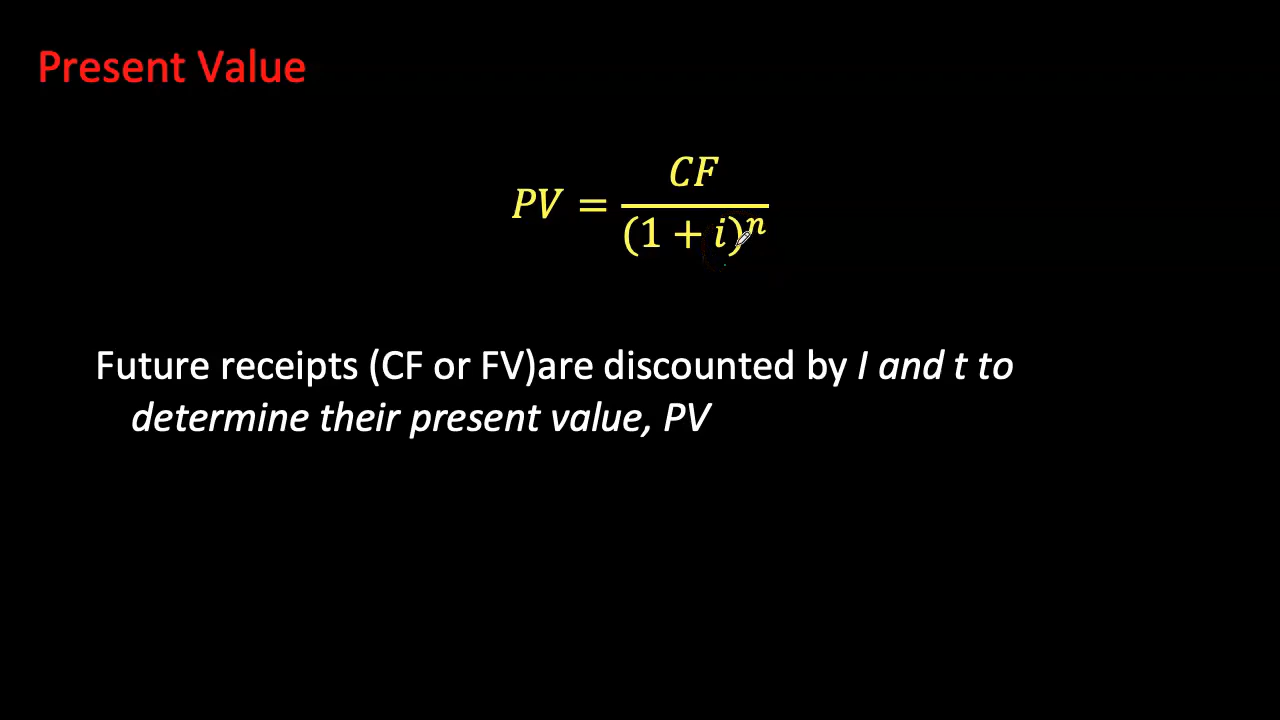 Present Value
PV = CF / (1 + i)^n
Future receipts (CF or FV)are discounted by I and t to
determine their present value, PV